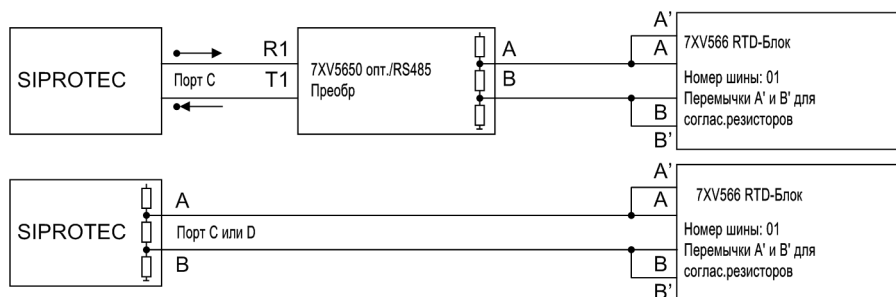 A'
SIPROTEC
Порт C
R1
T1
7XV5650 опт./RS485
Преобр
A
B
A
7XV566 RTD-Блок
Номер шины: 01
Перемычки A' и B' для
соглас.резисторов
B
B'
SIPROTEC
A
Порт C или D
B
A'
A
7XV566 RTD-Блок
Номер шины: 01
Перемычки A' и B' для
соглас.резисторов
B
B'